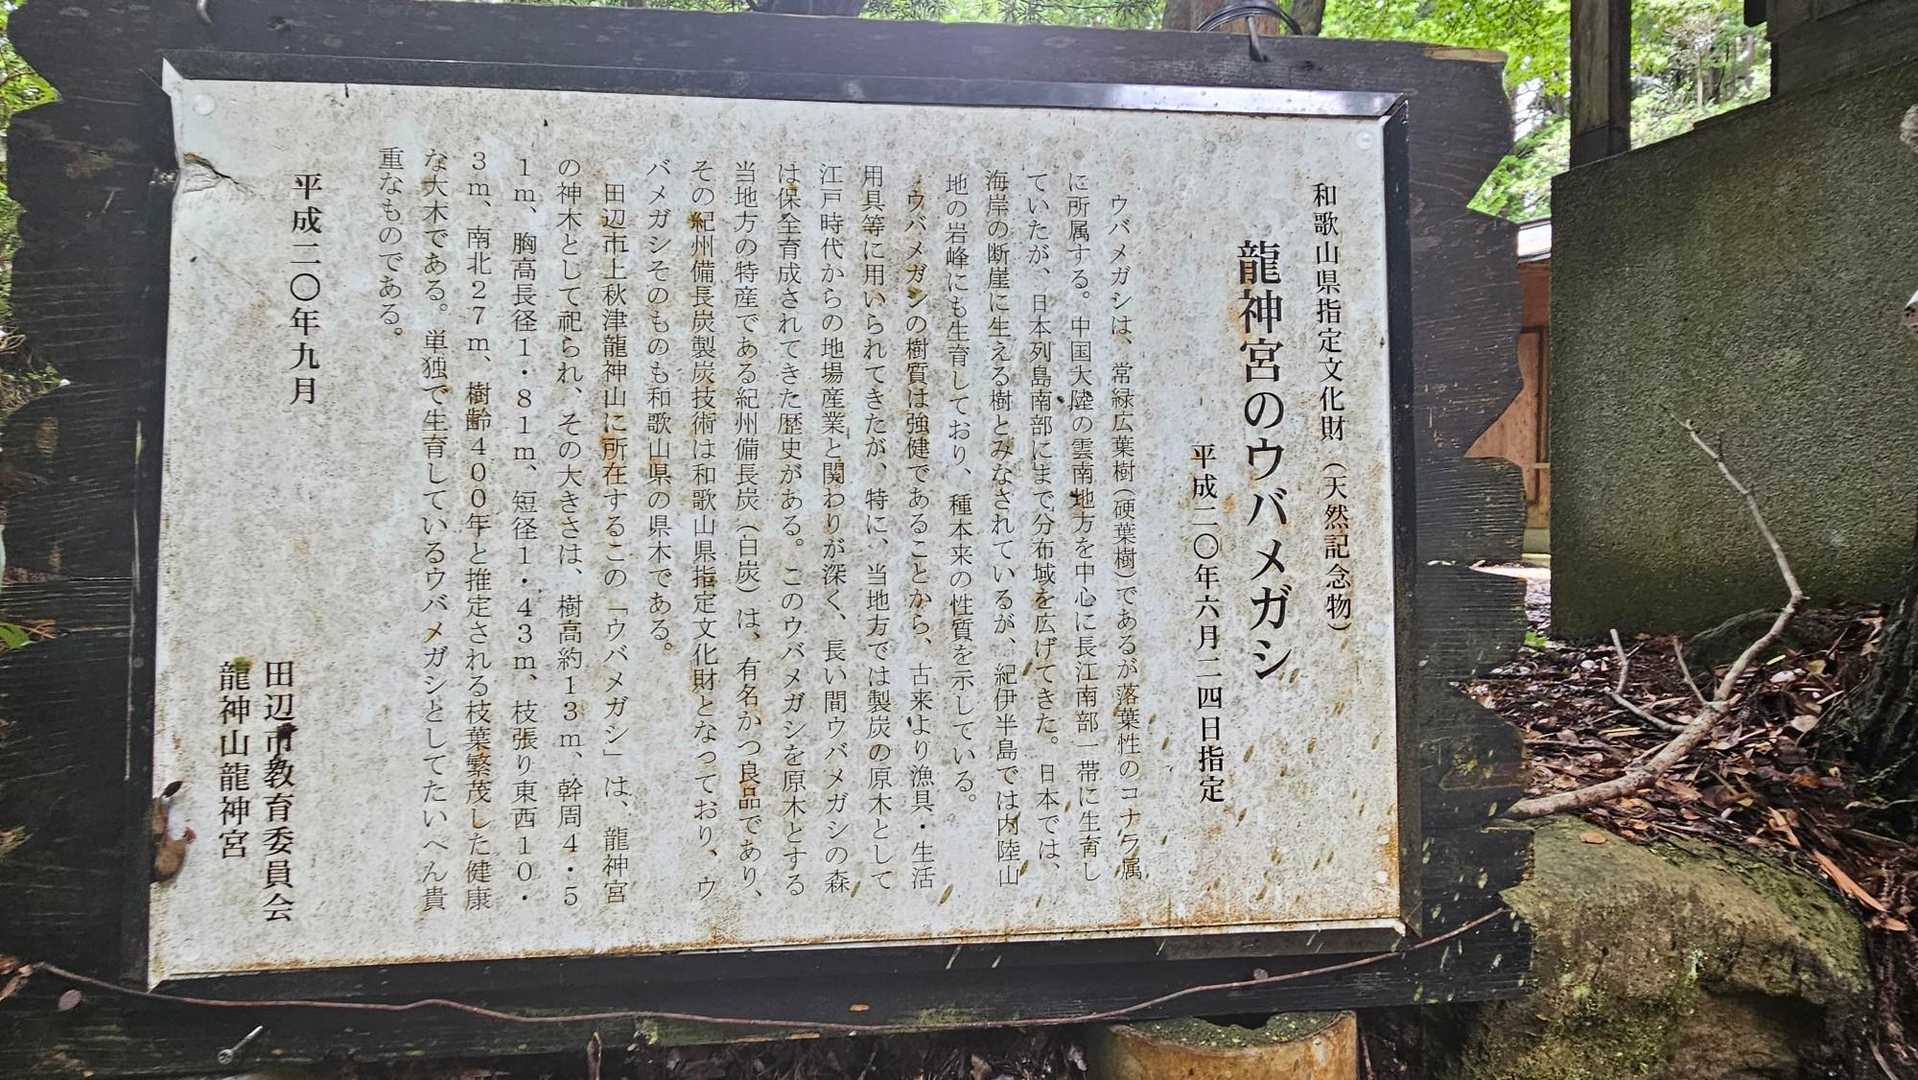 和歌山県指定文化財（天然記念物）
龍神宮のウバメガシ
平成二〇年六月二四日指定
ウバメガシは、常緑広葉樹(硬葉樹)であるが落葉性のコナラ属
に所属する。中国大陸の雲南地方を中心に長江南部一帯に生育し
ていたが、日本列島南部にまで分布域を広げてきた。日本では、
海岸の断崖に生える樹とみなされているが、紀伊半島では内陸山
地の岩峰にも生育しており、種本来の性質を示している。
ウバメガシの樹質は強健であることから、古来より漁具・生活
用具等に用いられてきたが、特に、当地方では製炭の原木として
江戸時代からの地場産業と関わりが深く、長い間ウバメガシの森
は保全育成されてきた歴史がある。このウバメガシを原木とする
当地方の特産である紀州備長炭（白炭）は、有名かつ良品であり、
その紀州備長炭製炭技術は和歌山県指定文化財となっており、ウ
バメガシそのものも和歌山県の県木である。
田辺市上秋津龍神山に所在するこの「ウバメガシ」は、龍神宮
の神木として祀られ、その大きさは、樹高約１３ｍ、幹周４・５
１ｍ、胸高長径１・８１ｍ、短径１・４３ｍ、枝張り東西１０・
３ｍ、南北２７ｍ、樹齢４００年と推定される枝葉繁茂した健康
な大木である。単独で生育しているウバメガシとしてたいへん貴
重なものである。
平成二〇年九月
田辺市教育委員会
龍神山龍神宮